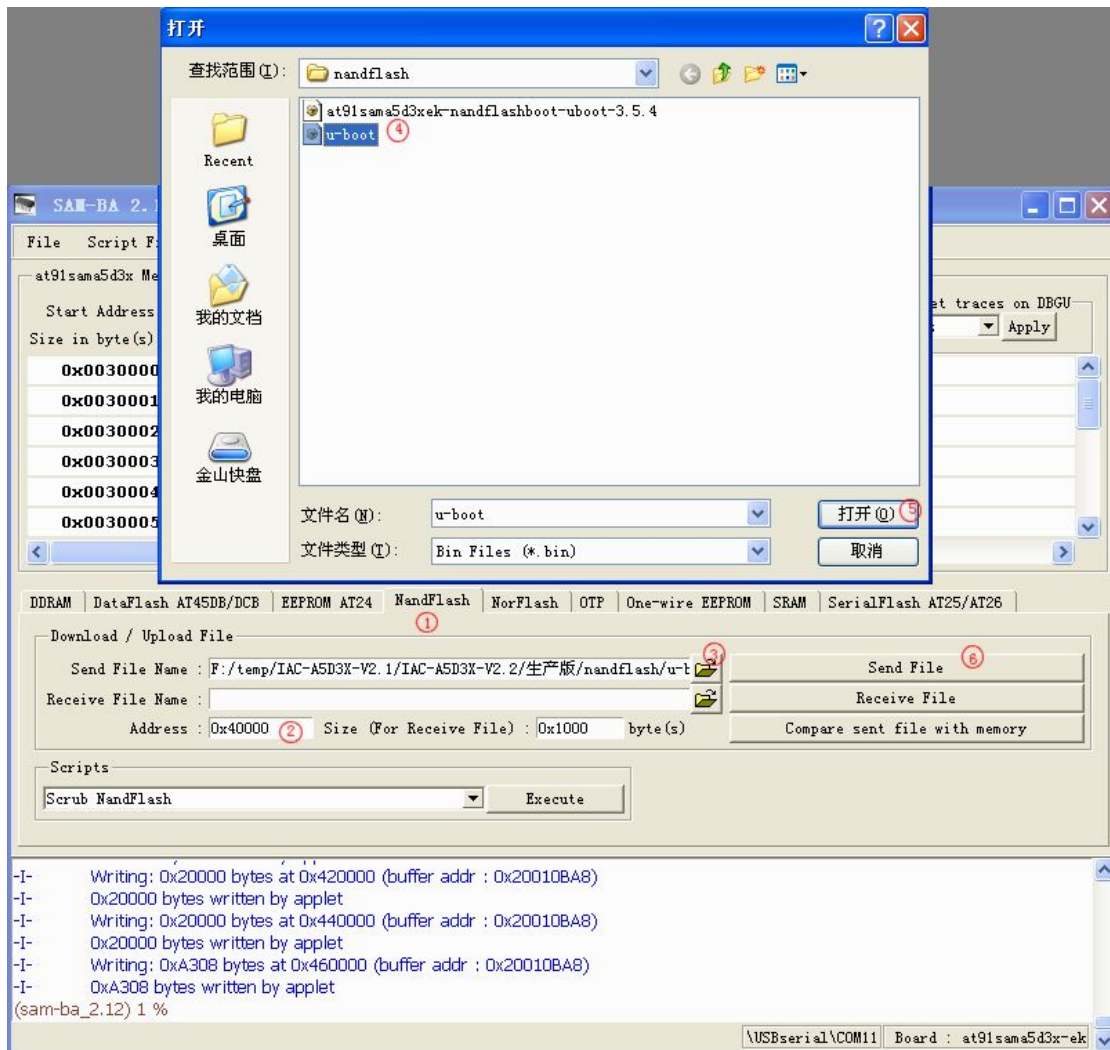 打开
查找范围(I):
nandflash
at91sama5d3xek-nandflashboot-uboot-3.5.4
u-boot ④
Recent
桌面
我的文档
我的电脑
金山快盘
文件名(N):
u-boot
打开(O) ⑤
文件类型(T):
Bin Files (*.bin)
取消
SAM-BA 2.1
File Script F
at91sama5d3x Me
et traces on DBGU
Start Address
Apply
Size in byte(s)
0x0030000
0x0030001
0x0030002
0x0030003
0x0030004
0x0030005
DDRAM DataFlash AT45DB/DCB EEPROM AT24 NandFlash NorFlash OTP One-wire EEPROM SRAM SerialFlash AT25/AT26
①
Download / Upload File
Send File Name : F:/temp/IAC-A5D3X-V2.1/IAC-A5D3X-V2.2/生产版/nandflash/u-b ③ Send File ⑥
Receive File Name : Receive File
Address : 0x40000 ② Size (For Receive File) : 0x1000 byte(s) Compare sent file with memory
Scripts
Scrub NandFlash Execute
-I- Writing: 0x20000 bytes at 0x420000 (buffer addr : 0x20010BA8)
-I- 0x20000 bytes written by applet
-I- Writing: 0x20000 bytes at 0x440000 (buffer addr : 0x20010BA8)
-I- 0x20000 bytes written by applet
-I- Writing: 0xA308 bytes at 0x460000 (buffer addr : 0x20010BA8)
-I- 0xA308 bytes written by applet
(sam-ba_2.12) 1 %
\USBserial\COM11 Board : at91sama5d3x-ek